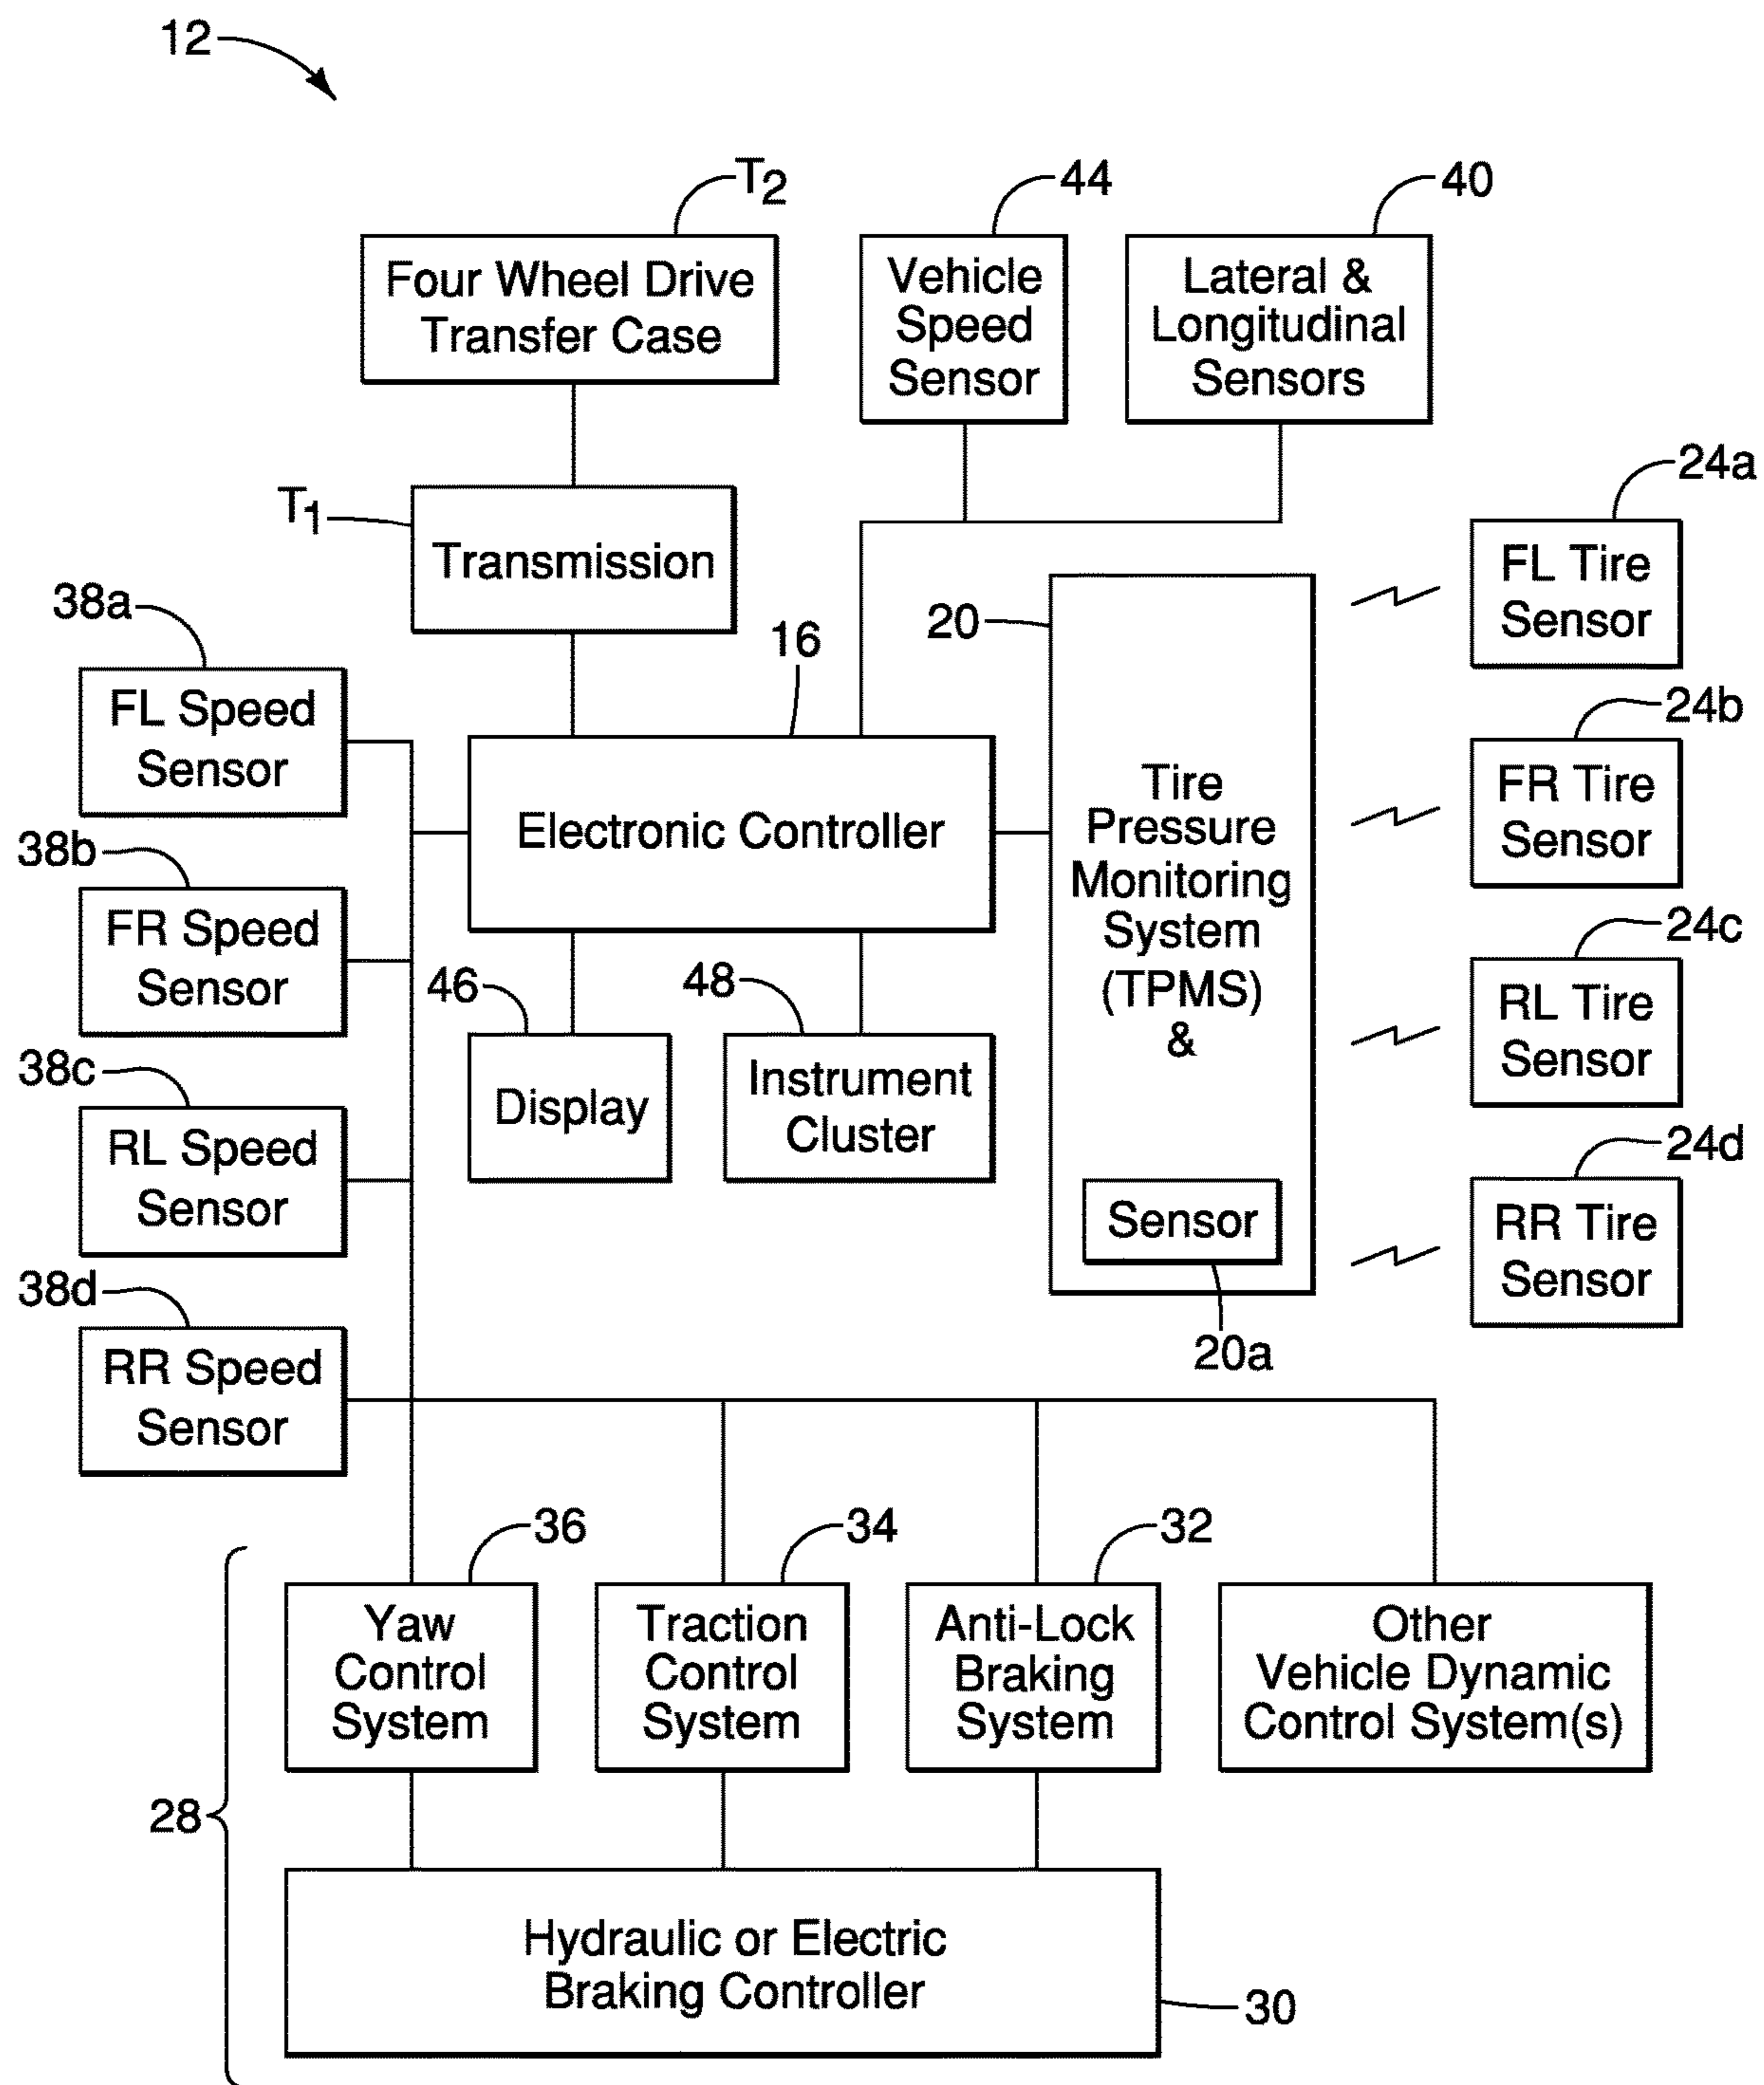 12
T2
44
40
Four Wheel Drive
Transfer Case
Vehicle
Speed
Sensor
Lateral &
Longitudinal
Sensors
T1
Transmission
24a
FL Tire
Sensor
38a
FL Speed
Sensor
16
Electronic Controller
20
Tire
Pressure
Monitoring
System
(TPMS)
&
Sensor
20a
24b
FR Tire
Sensor
38b
FR Speed
Sensor
46
Display
48
Instrument
Cluster
24c
RL Tire
Sensor
38c
RL Speed
Sensor
24d
RR Tire
Sensor
38d
RR Speed
Sensor
36
34
32
Yaw
Control
System
Traction
Control
System
Anti-Lock
Braking
System
Other
Vehicle Dynamic
Control System(s)
28
Hydraulic or Electric
Braking Controller
30